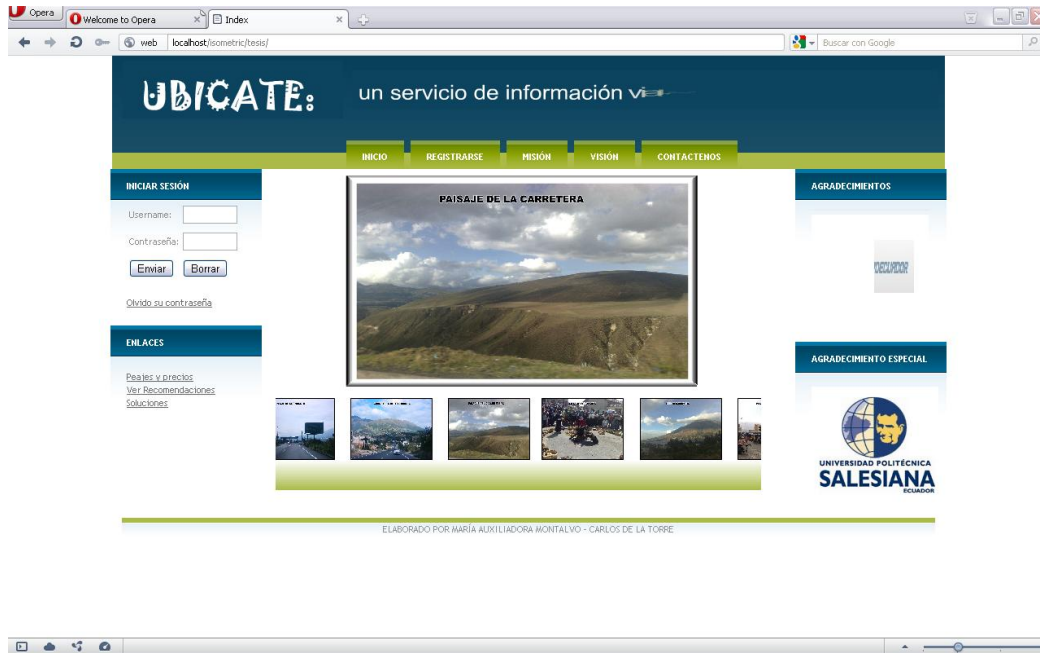 Opera
Welcome to Opera
Index
web
localhost/isometric/tesis/
Buscar con Google
UBICATE:
un servicio de información
INICIO
REGISTRARSE
MISIÓN
VISIÓN
CONTACTENOS
INICIAR SESIÓN
Username:
Contraseña:
Enviar
Borrar
Olvido su contraseña
ENLACES
Peajes y precios
Ver Recomendaciones
Soluciones
PAISAJE DE LA CARRETERA
AGRADECIMIENTOS
AGRADECIMIENTO ESPECIAL
UNIVERSIDAD POLITÉCNICA
SALESIANA
ECUADOR
ELABORADO POR MARÍA AUXILIADORA MONTALVO - CARLOS DE LA TORRE